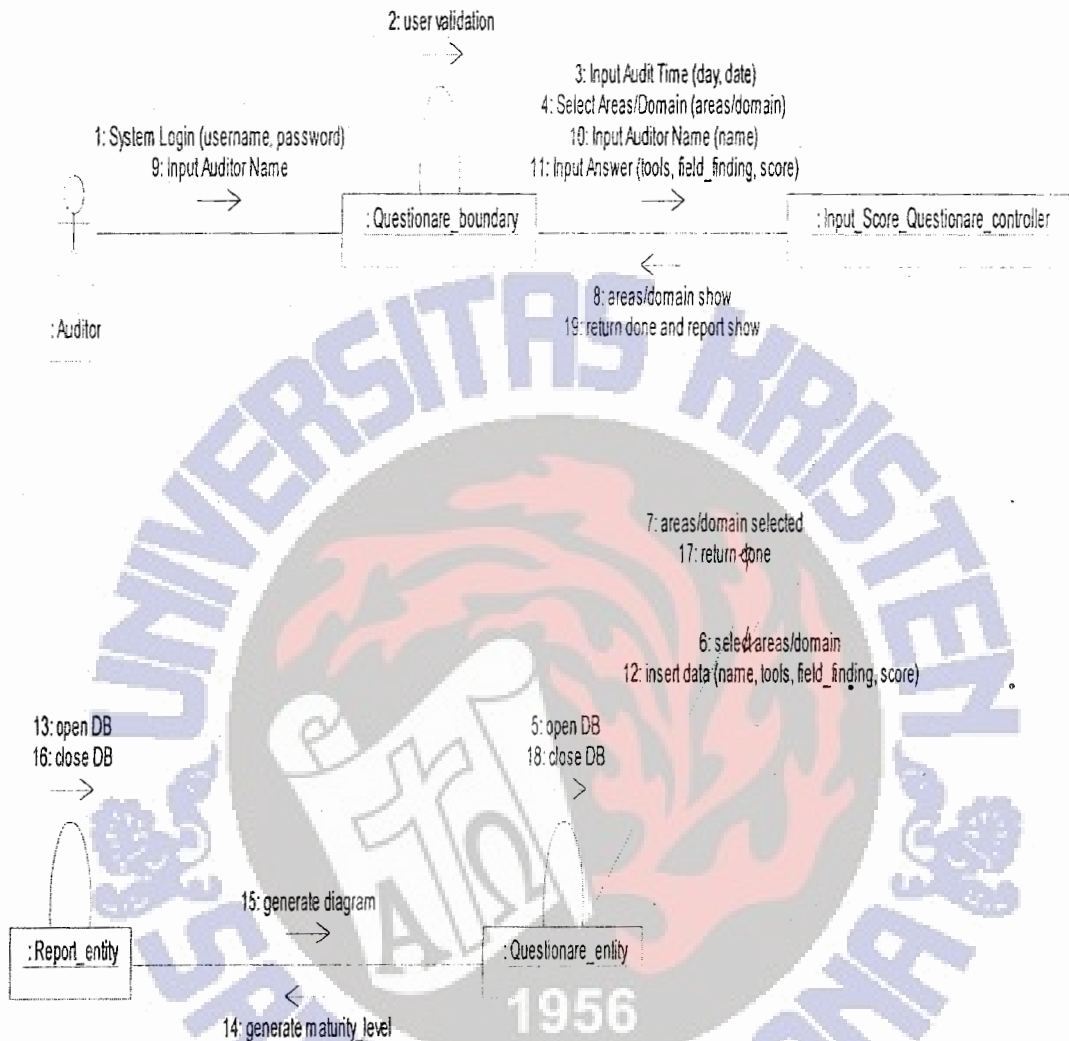 2: user validation
3: Input Audit Time (day, date)
4: Select Areas/Domain (areas/domain)
10: Input Auditor Name (name)
11: Input Answer (tools, field_finding, score)
1: System Login (username, password)
9: Input Auditor Name
: Questionare_boundary
: Input_Score_Questionare_controller
8: areas/domain show
19: return done and report show
: Auditor
UNIVERSITAS KRISTEN
7: areas/domain selected
17: return done
6: select areas/domain
12: insert data (name, tools, field_finding, score)
13: open DB
16: close DB
5: open DB
18: close DB
Α Ω
15: generate diagram
: Report_entity
: Questionare_entity
14: generate maturity_level
1956